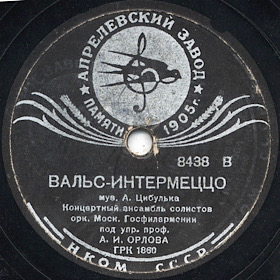 АПРЕЛЕВСКИЙ ЗАВОД
ПАМЯТИ 1905 г.
8438 В
ВАЛЬС-ИНТЕРМЕЦЦО
муз. А. Цибулька
Концертный ансамбль солистов
орк. Моск. Госфилармонии
под упр. проф.
А. И. ОРЛОВА
ГРК 1860
НКОМ СССР